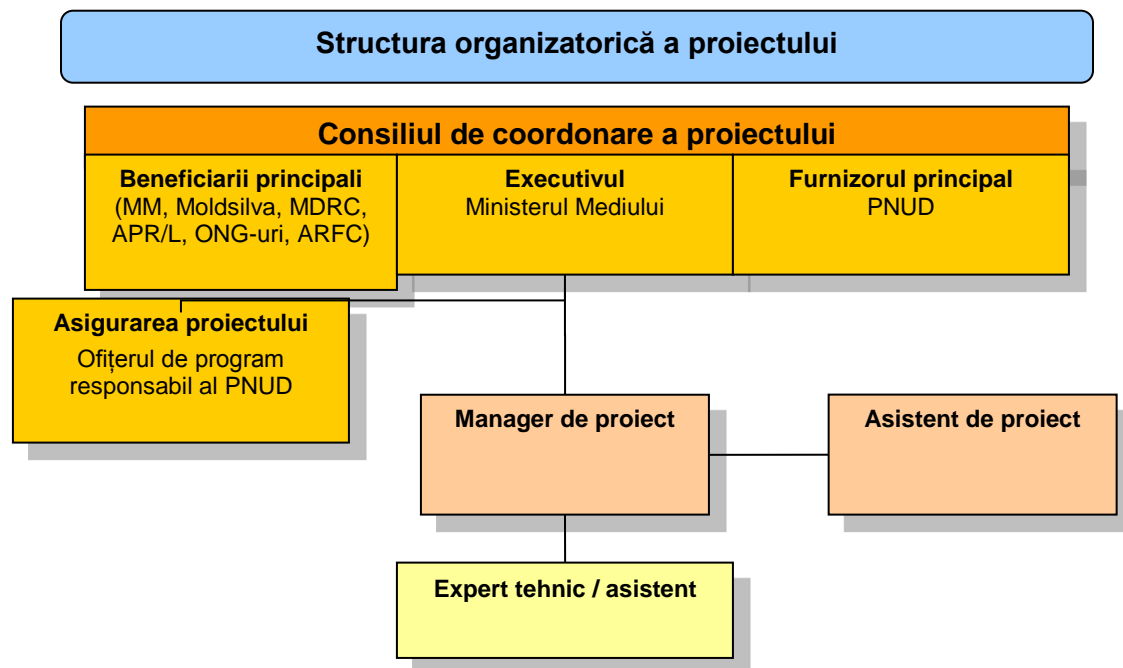 Structura organizatorică a proiectului
Consiliul de coordonare a proiectului
Beneficiarii principali
(MM, Moldsilva, MDRC,
APR/L, ONG-uri, ARFC)
Executivul
Ministerul Mediului
Furnizorul principal
PNUD
Asigurarea proiectului
Ofițerul de program
responsabil al PNUD
Manager de proiect
Asistent de proiect
Expert tehnic / asistent